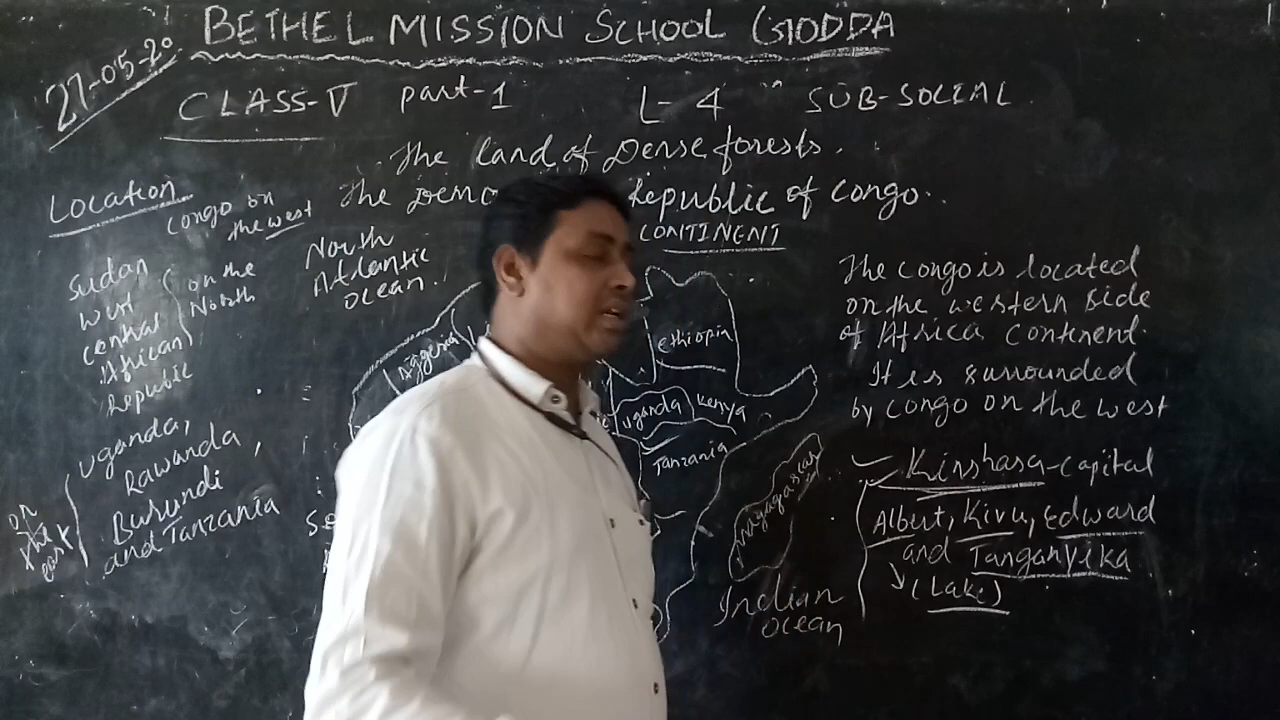 BETHEL MISSION SCHOOL GODDA
27-05-20
CLASS-V part-1 L-4 SUB-SOCIAL
The land of Dense forests.
The Republic of Congo.
CONTINENT
Location
Congo on
the west
Sudan
west
central
African
Republic
on the
North
Uganda,
Rawanda,
Burundi
and Tanzania
on
the
east
North
Atlantic
ocean.
Niggeria
Ethiopia
Uganda
Kenya
Tanzania
Indian
ocean
The congo is located
on the western side
of Africa continent.
It is surrounded
by congo on the west
Kinshasa-capital
Albert, Kivu, Edward
and Tanganyika
(Lake)